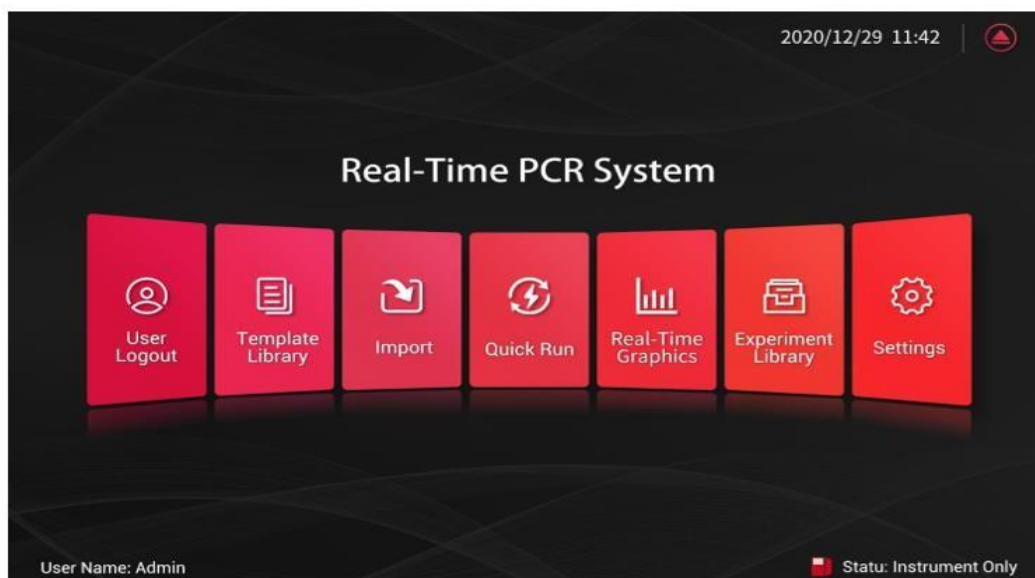 2020/12/29 11:42
Real-Time PCR System
User
Logout
Template
Library
Import
Quick Run
Real-Time
Graphics
Experiment
Library
Settings
User Name: Admin
Statu: Instrument Only